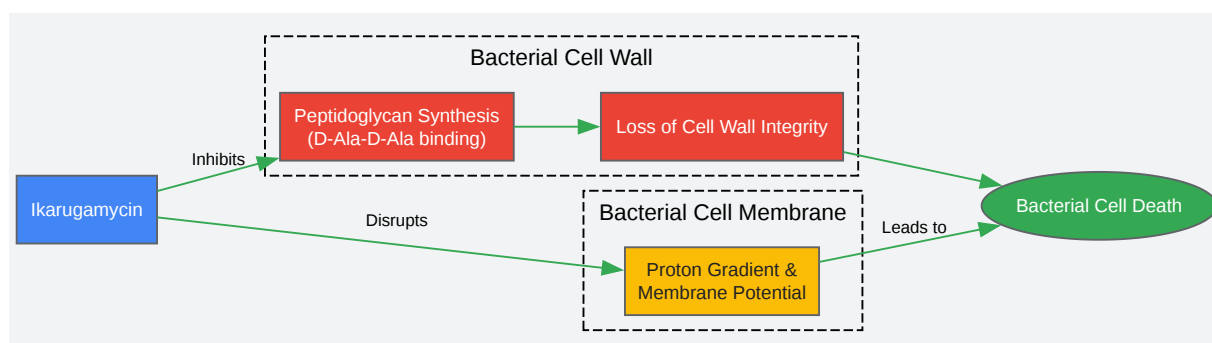 Bacterial Cell Wall
Peptidoglycan Synthesis
(D-Ala-D-Ala binding)
Loss of Cell Wall Integrity
Inhibits
Ikarugamycin
Disrupts
Bacterial Cell Membrane
Proton Gradient &
Membrane Potential
Leads to
Bacterial Cell Death